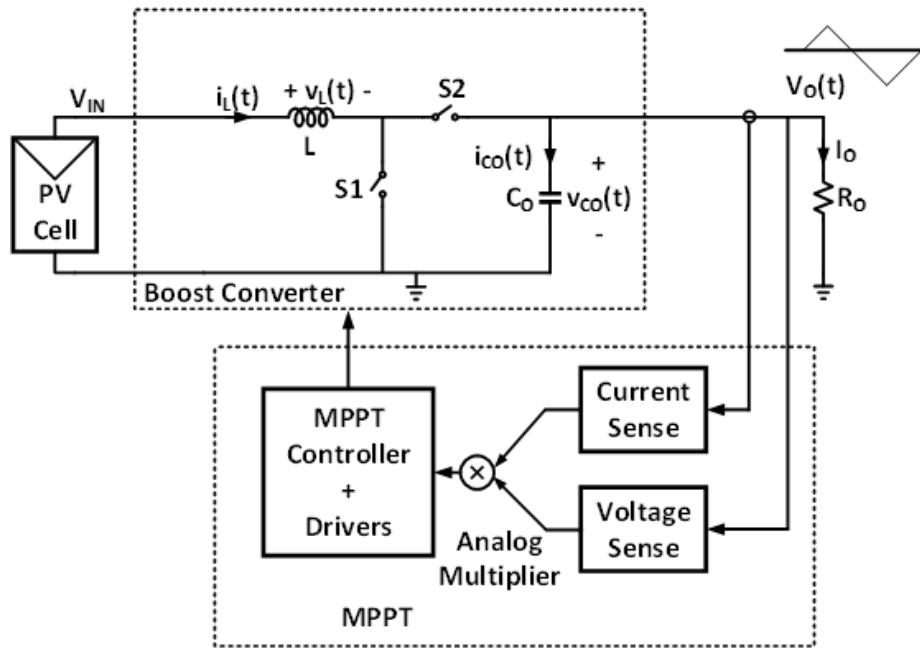 V_IN
i_L(t)
+ v_L(t) -
L
S2
S1
PV
Cell
i_CO(t)
C_O
+
v_CO(t)
-
V_O(t)
I_O
R_O
Boost Converter
MPPT
Controller
+
Drivers
×
Analog
Multiplier
Current
Sense
Voltage
Sense
MPPT